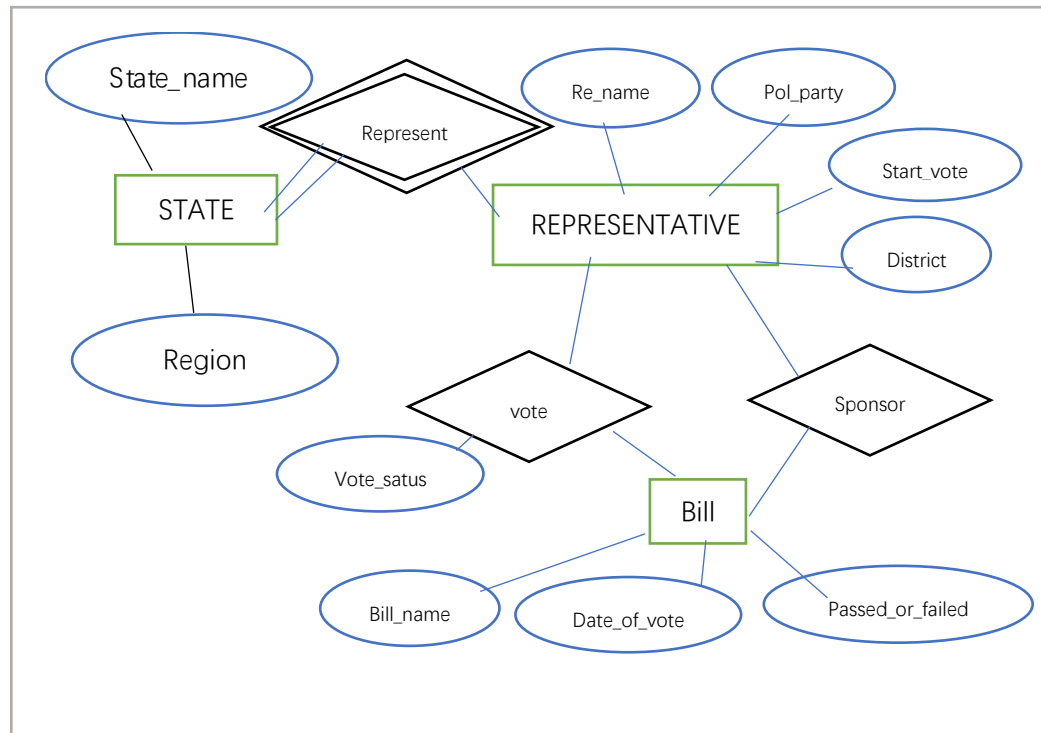 State_name
Represent
Re_name
Pol_party
Start_vote
STATE
REPRESENTATIVE
District
Region
vote
Sponsor
Vote_satus
Bill
Bill_name
Date_of_vote
Passed_or_failed